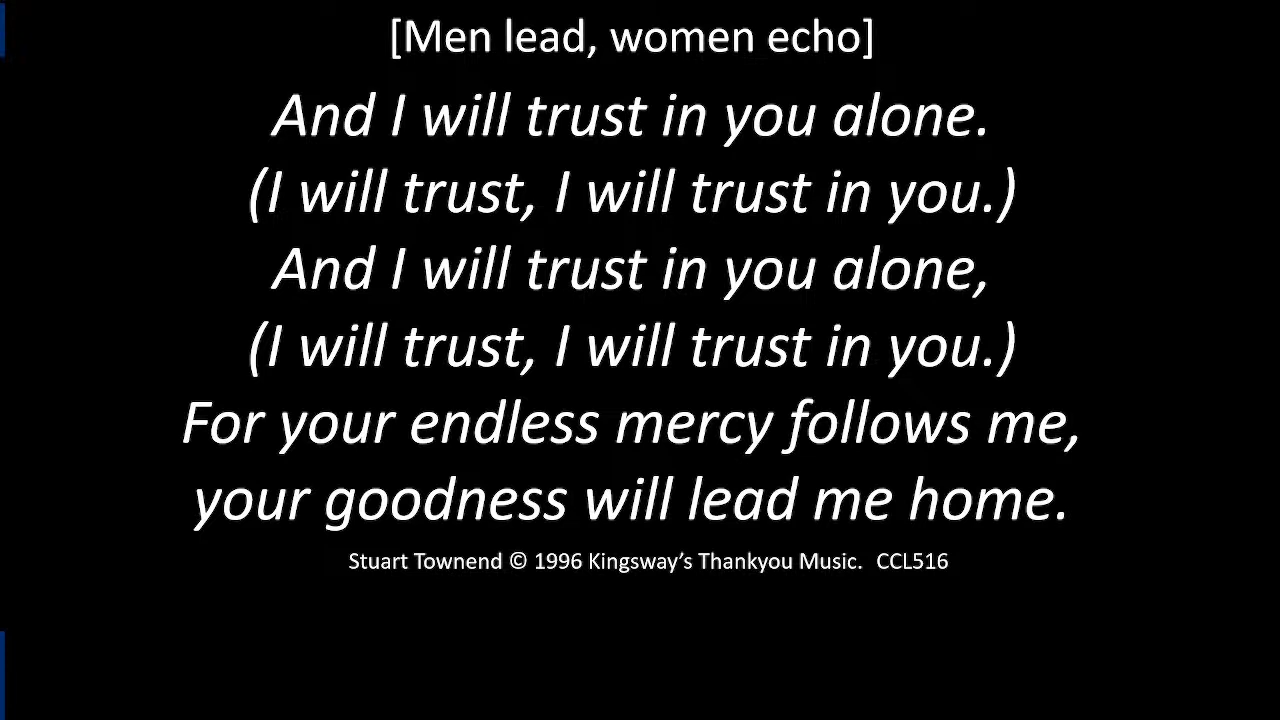 [Men lead, women echo]
And I will trust in you alone.
(I will trust, I will trust in you.)
And I will trust in you alone,
(I will trust, I will trust in you.)
For your endless mercy follows me,
your goodness will lead me home.
Stuart Townend © 1996 Kingsway’s Thankyou Music.  CCL516